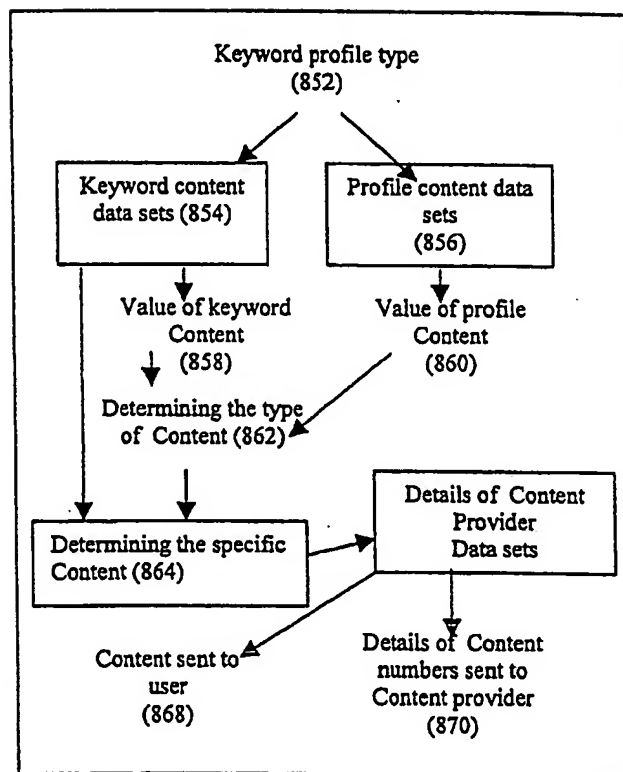 Keyword profile type
(852)
Keyword content
data sets (854)
Profile content data
sets
(856)
Value of keyword
Content
(858)
Value of profile
Content
(860)
Determining the type
of Content (862)
Determining the specific
Content (864)
Details of Content
Provider
Data sets
Content sent to
user
(868)
Details of Content
numbers sent to
Content provider
(870)